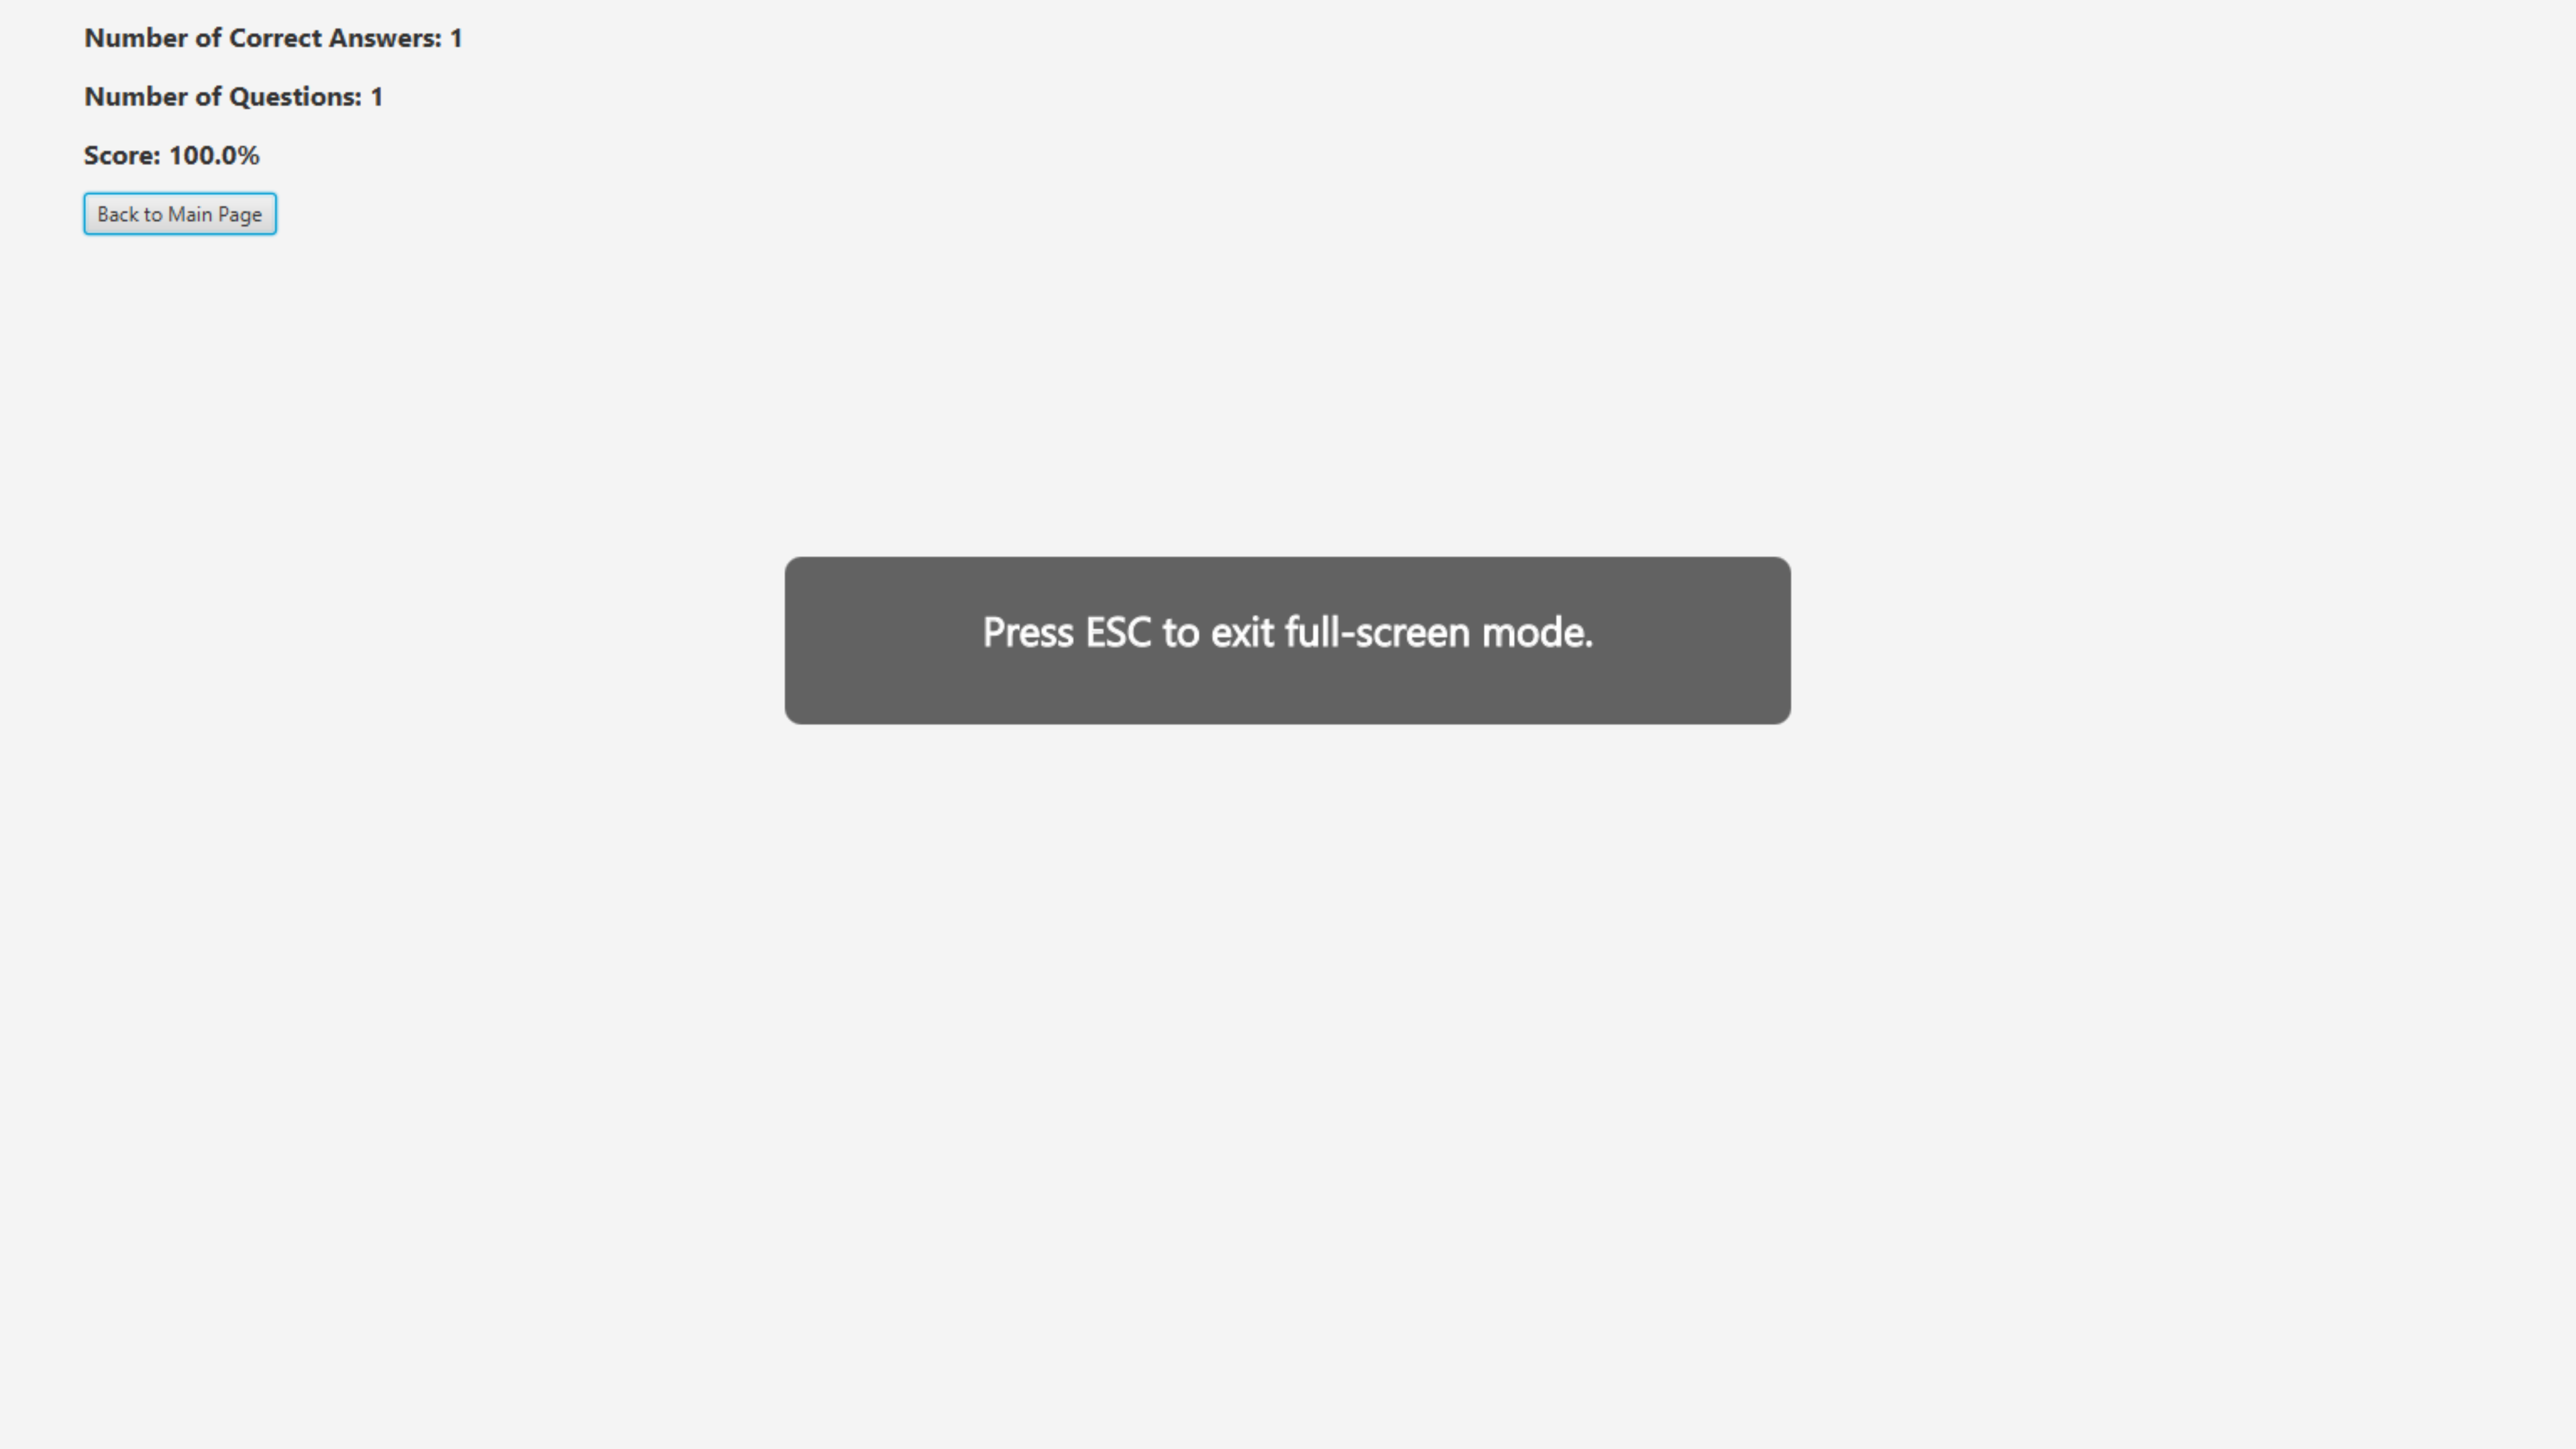 Number of Correct Answers: 1
Number of Questions: 1
Score: 100.0%
Back to Main Page
Press ESC to exit full-screen mode.